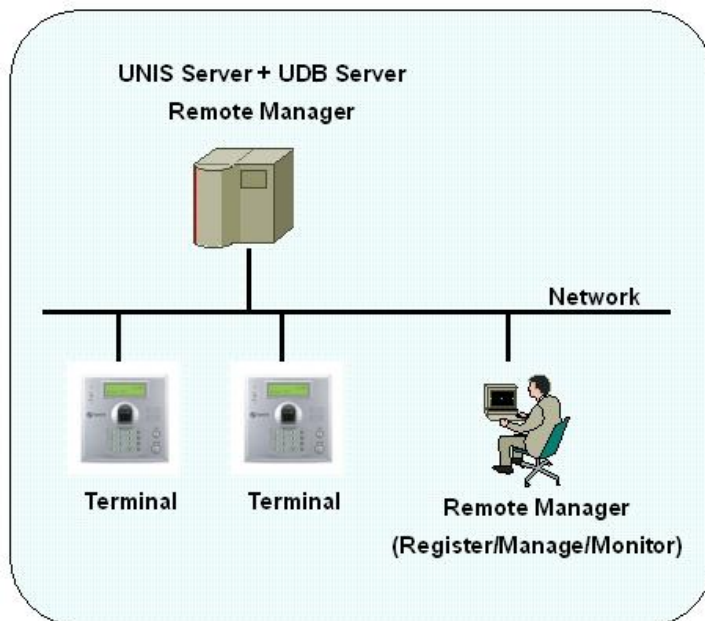 UNIS Server + UDB Server
Remote Manager
Network
Terminal
Terminal
Remote Manager
(Register/Manage/Monitor)